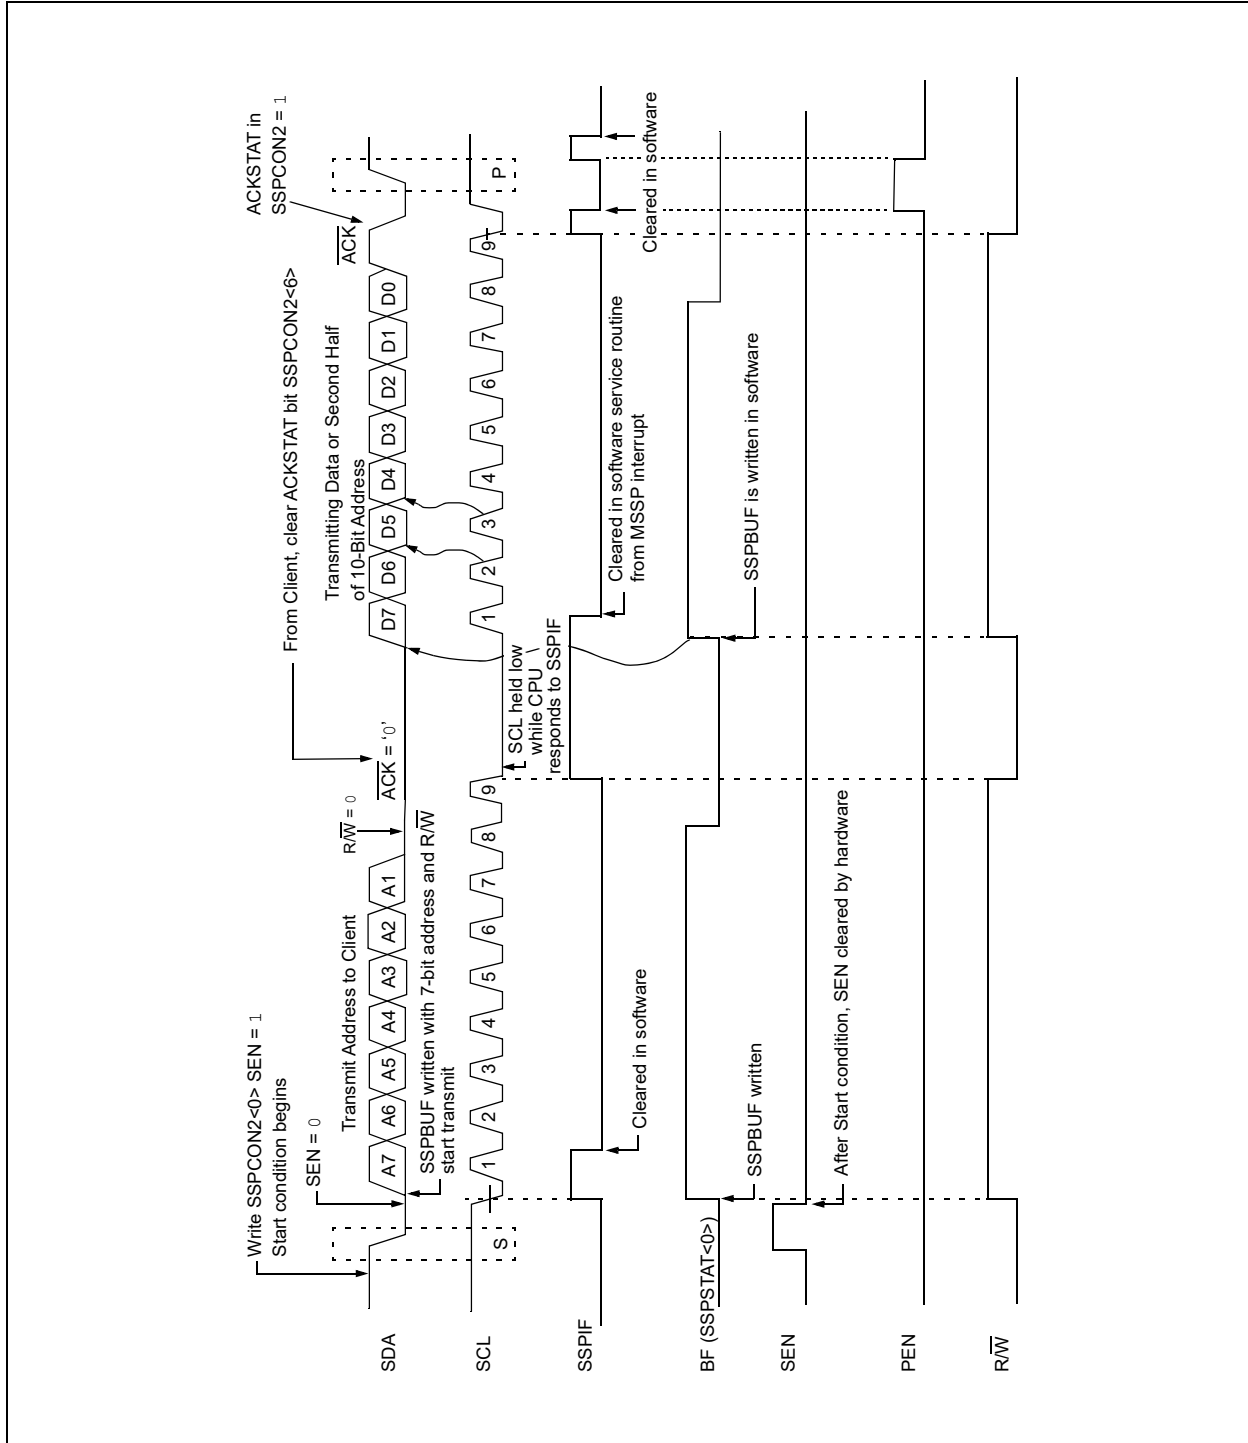 Write SSPCON2<0> SEN = 1
Start condition begins
SEN = 0
From Client, clear ACKSTAT bit SSPCON2<6>
ACKSTAT in
SSPCON2 = 1
Transmit Address to Client
R/W = 0
ACK = '0'
Transmitting Data or Second Half
of 10-Bit Address
ACK
SDA
A7 A6 A5 A4 A3 A2 A1
D7 D6 D5 D4 D3 D2 D1 D0
SSPBUF written with 7-bit address and R/W
start transmit
SCL
S
1 2 3 4 5 6 7 8 9
1 2 3 4 5 6 7 8 9
P
SCL held low
while CPU
responds to SSPIF
SSPIF
Cleared in software
Cleared in software service routine
from MSSP interrupt
Cleared in software
BF (SSPSTAT<0>)
SSPBUF written
SSPBUF is written in software
SEN
After Start condition, SEN cleared by hardware
PEN
R/W